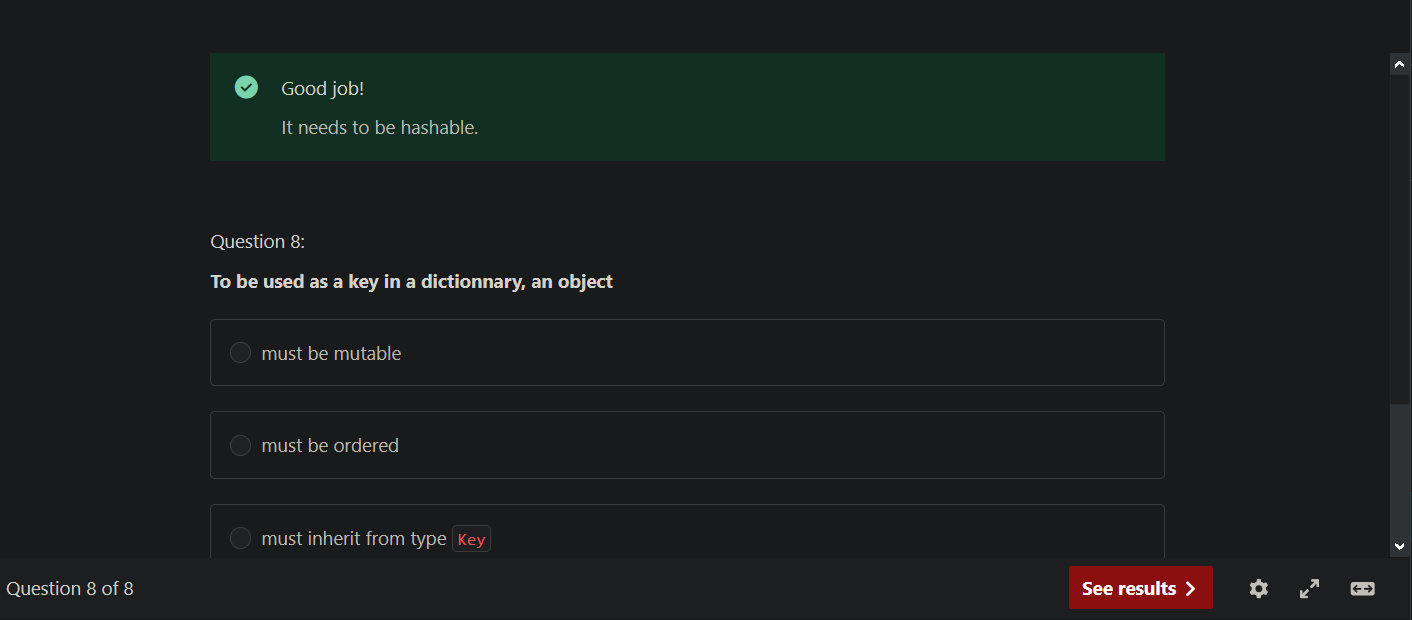 Good job!
It needs to be hashable.
Question 8:
To be used as a key in a dictionnary, an object
must be mutable
must be ordered
must inherit from type Key
Question 8 of 8
See results